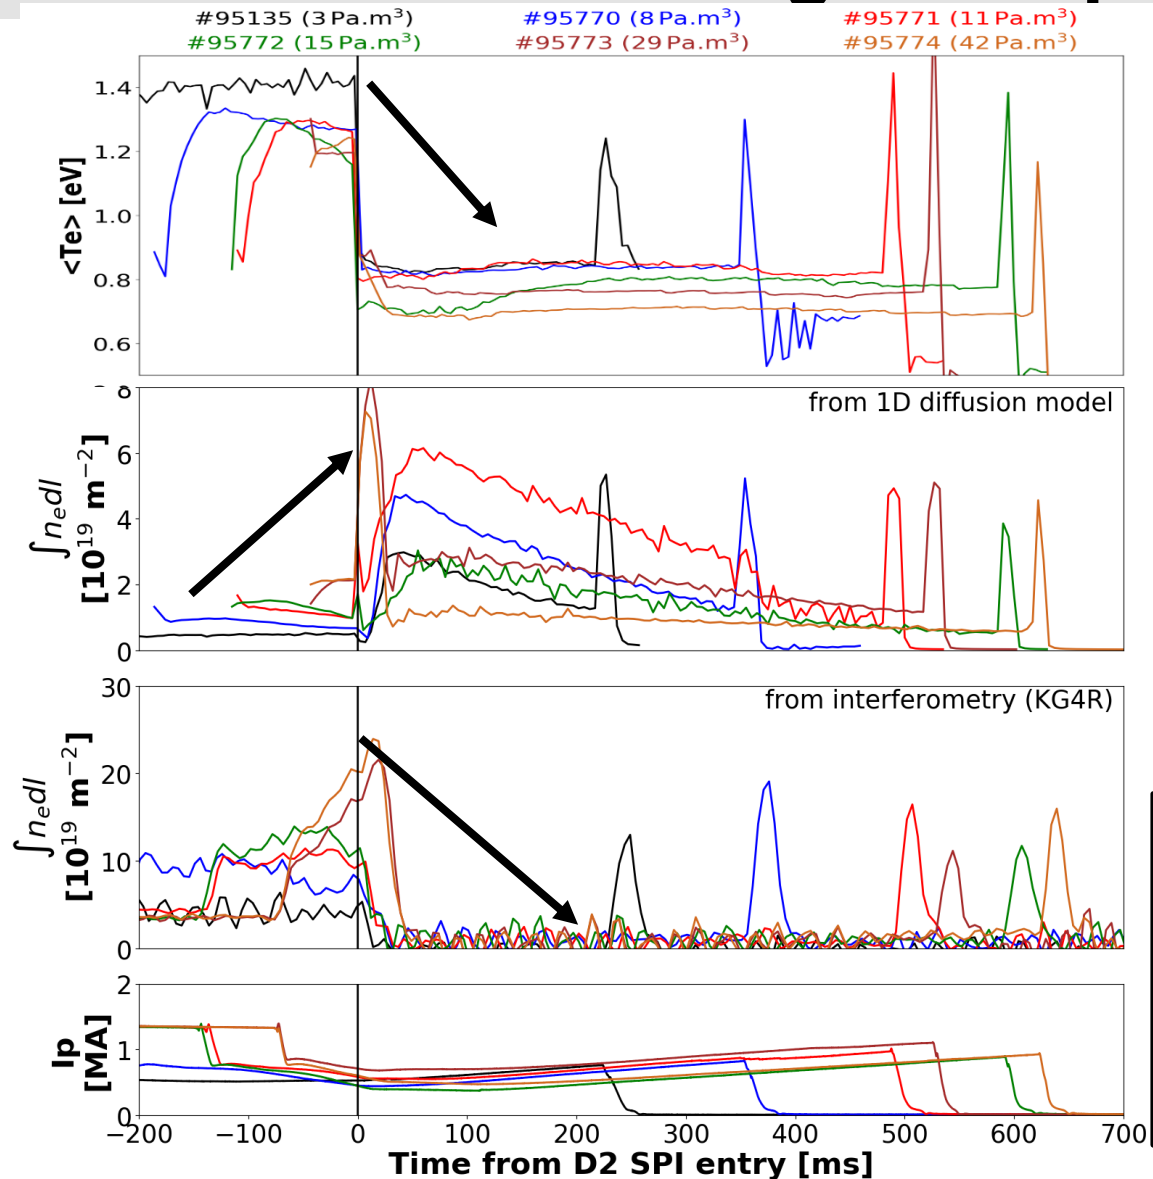 #95135 (3 Pa.m³) #95770 (8 Pa.m³) #95771 (11 Pa.m³)
#95772 (15 Pa.m³) #95773 (29 Pa.m³) #95774 (42 Pa.m³)
<Te> [eV]
1.4
1.2
1.0
0.8
0.6
from 1D diffusion model
∫nₑdl
[10¹⁹ m⁻²]
8
6
4
2
0
from interferometry (KG4R)
∫nₑdl
[10¹⁹ m⁻²]
30
20
10
0
Ip
[MA]
2
1
0
−200 −100 0 100 200 300 400 500 600 700
Time from D2 SPI entry [ms]